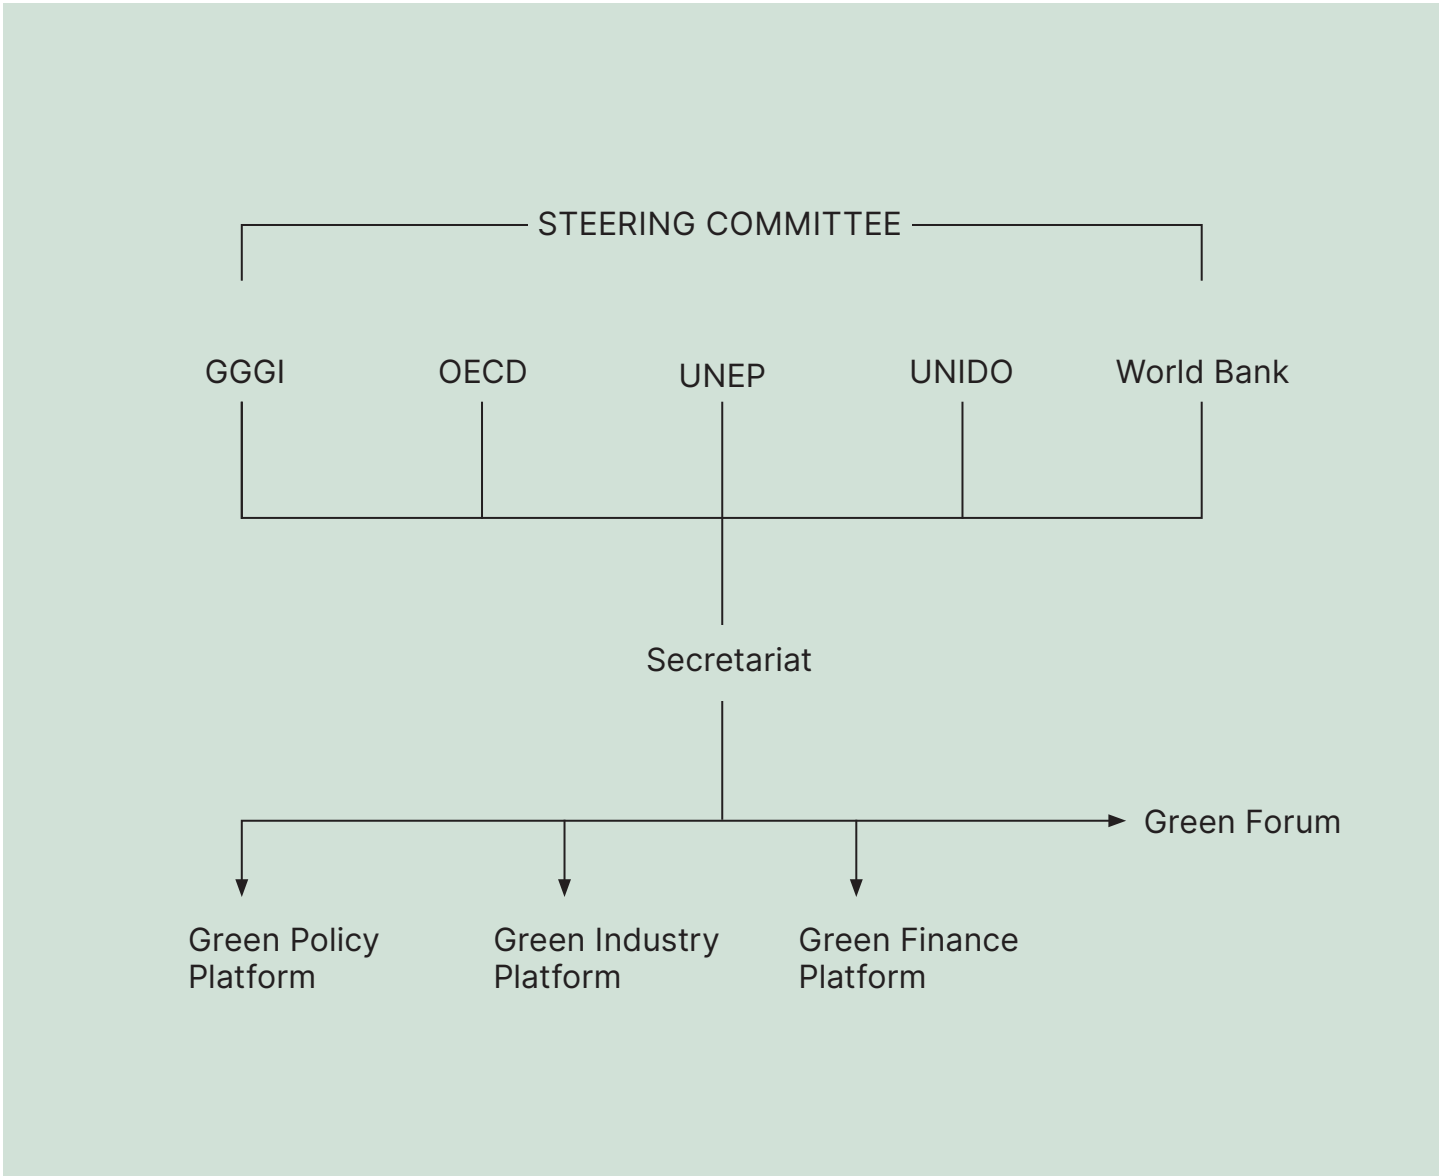 STEERING COMMITTEE
GGGI
OECD
UNEP
UNIDO
World Bank
Secretariat
Green Forum
Green Policy
Platform
Green Industry
Platform
Green Finance
Platform